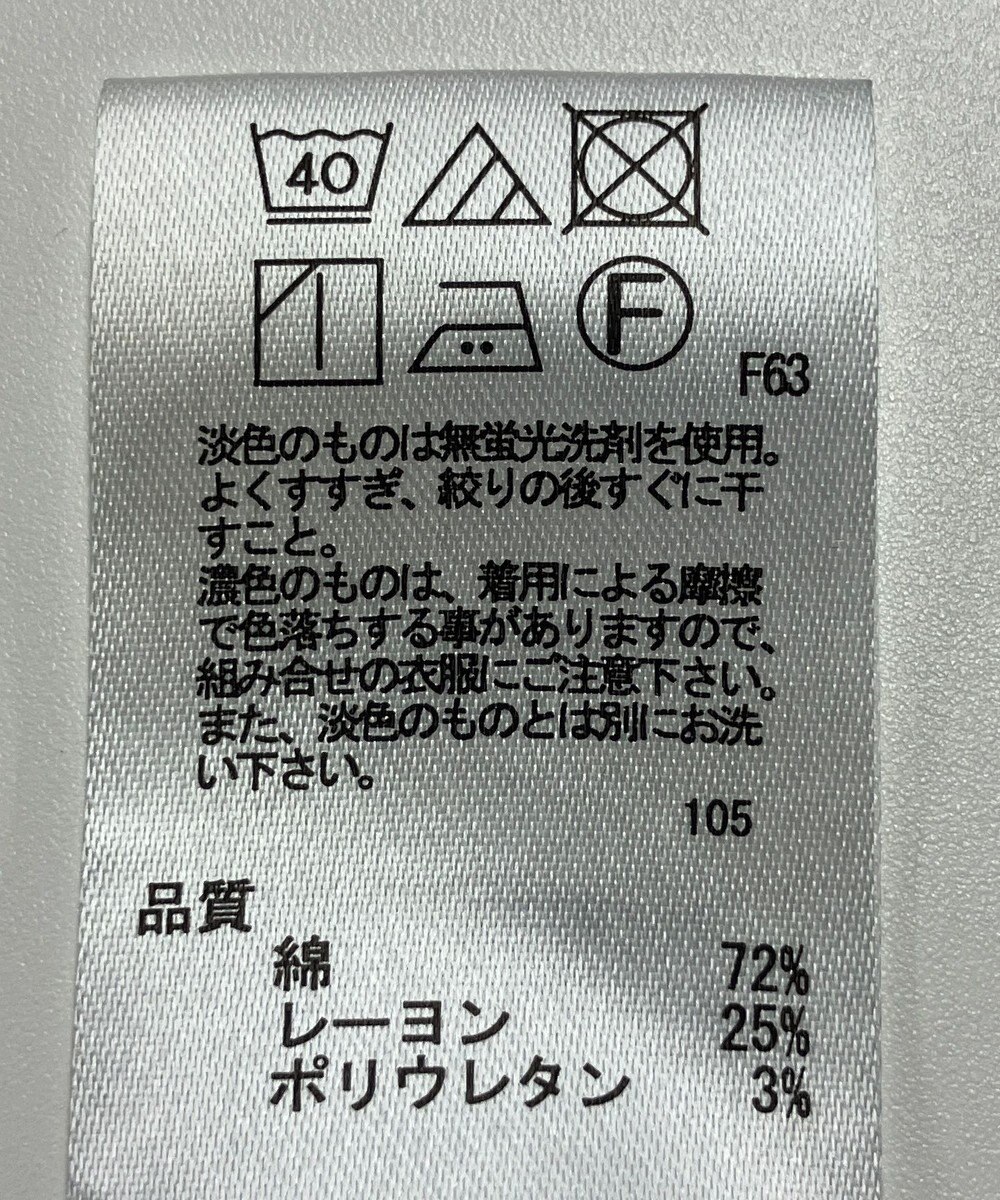 40
F
F63
淡色のものは無蛍光洗剤を使用。
よくすすぎ、絞りの後すぐに干
すこと。
濃色のものは、着用による摩擦
で色落ちする事がありますので、
組み合せの衣服にご注意下さい。
また、淡色のものとは別にお洗
い下さい。
105
品質
綿 72%
レーヨン 25%
ポリウレタン 3%